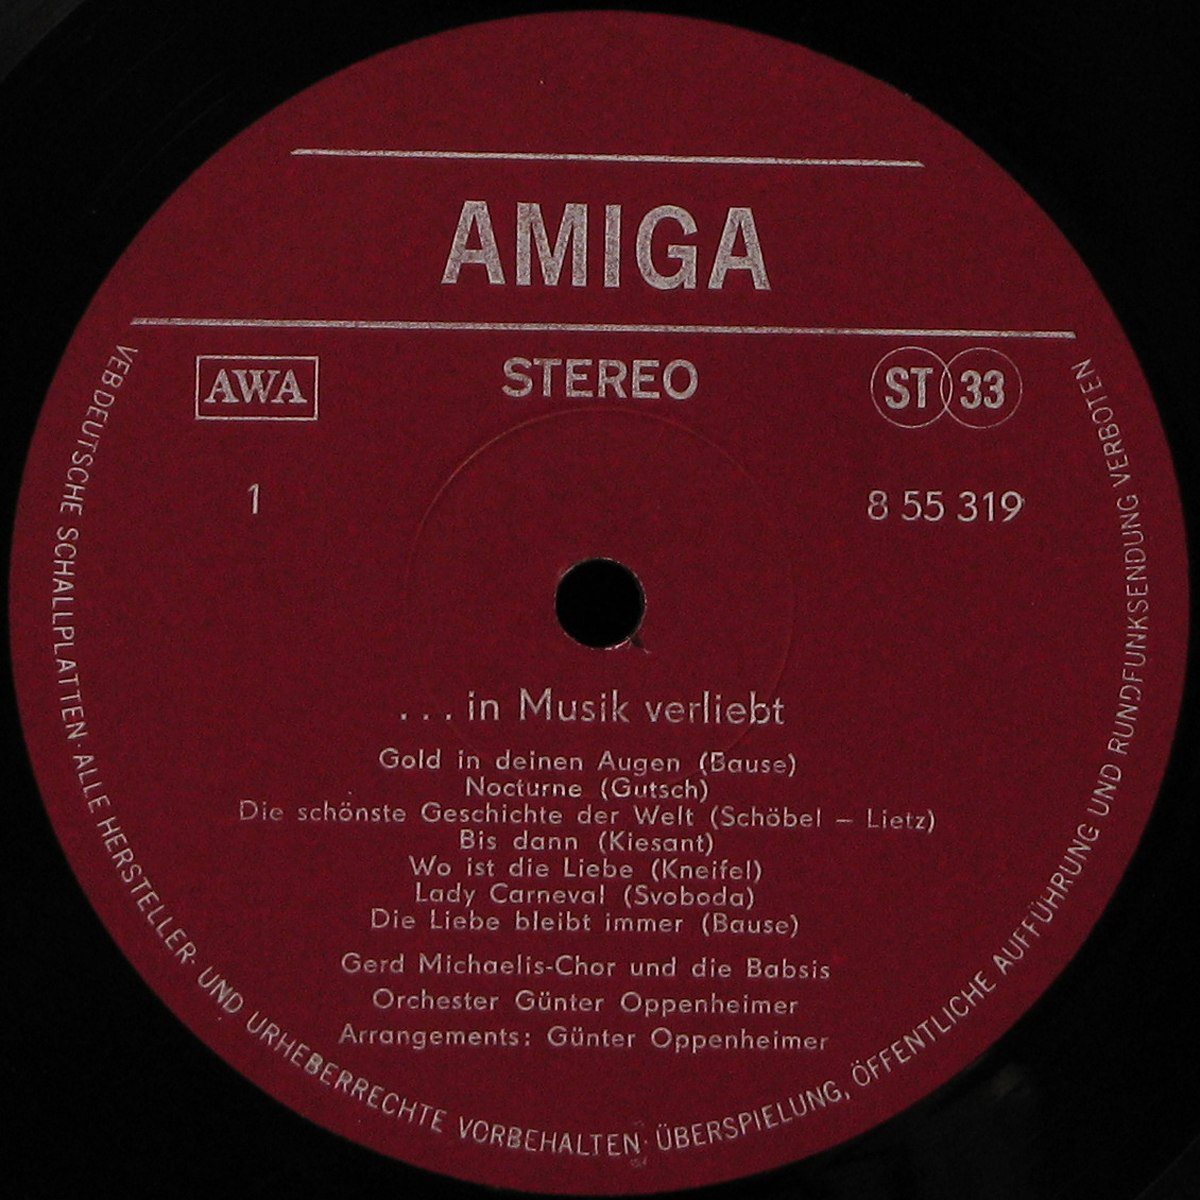 AMIGA
AWA
STEREO
ST 33
1
8 55 319
. . . in Musik verliebt
Gold in deinen Augen (Bause)
Nocturne (Gutsch)
Die schönste Geschichte der Welt (Schöbel – Lietz)
Bis dann (Kiesant)
Wo ist die Liebe (Kneifel)
Lady Carneval (Svoboda)
Die Liebe bleibt immer (Bause)
Gerd Michaelis-Chor und die Babsis
Orchester Günter Oppenheimer
Arrangements: Günter Oppenheimer
VEB DEUTSCHE SCHALLPLATTEN · ALLE HERSTELLER- UND URHEBERRECHTE VORBEHALTEN · ÜBERSPIELUNG, ÖFFENTLICHE AUFFÜHRUNG UND RUNDFUNKSENDUNG VERBOTEN